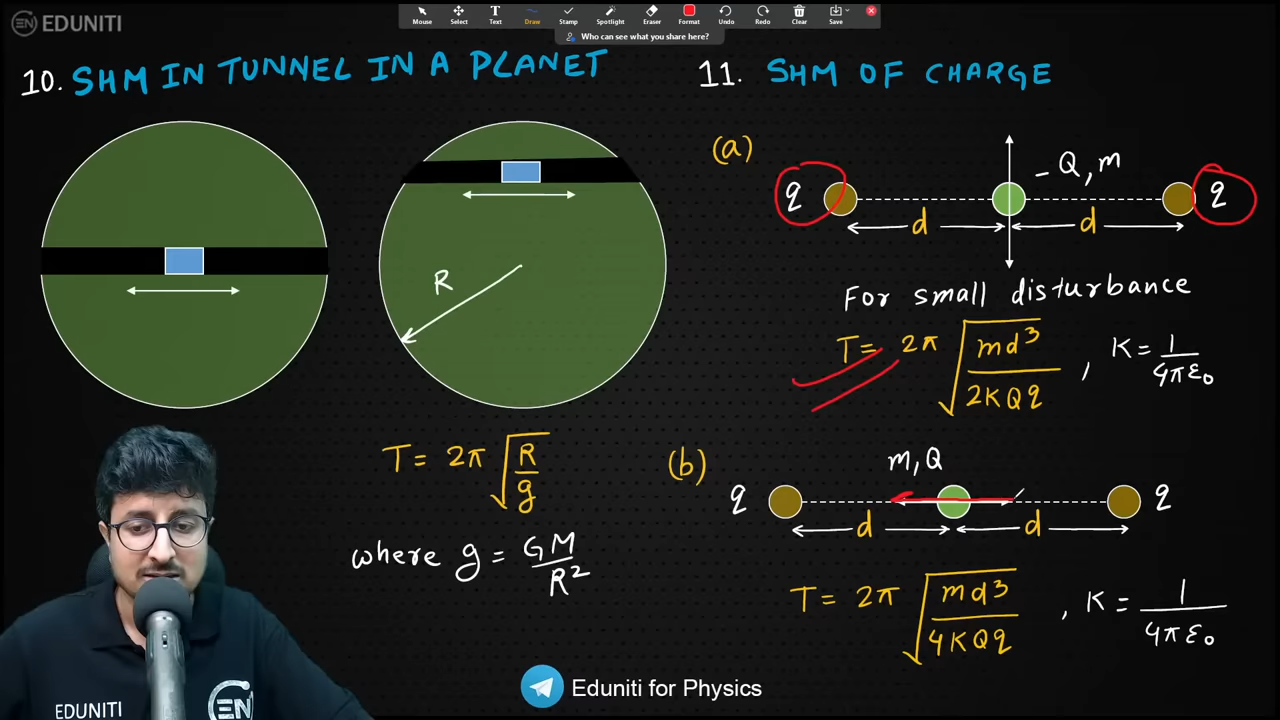 EDUNITI
Mouse Select Text Draw Stamp Spotlight Eraser Format Undo Redo Clear Save
Who can see what you share here?
10. SHM IN TUNNEL IN A PLANET
R
T = 2π √(R/g)
where g = GM/R²
11. SHM OF CHARGE
(a)
q -Q, m q
d d
For small disturbance
T = 2π √(md³/2KQq) , K = 1/4πε₀
(b)
m, Q
q q
d d
T = 2π √(md³/4KQq) , K = 1/4πε₀
EDUNITI EN
Eduniti for Physics